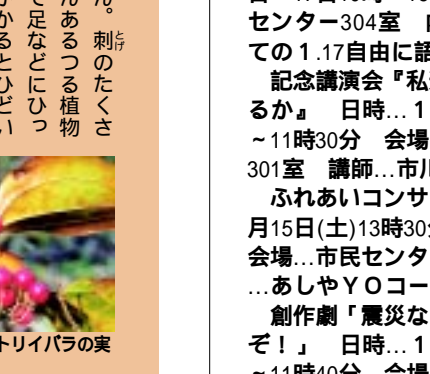 ん。刺のたくさ
とげ
んあるつる植物
で足などにひっ
かかるとひどい
トリイバラの実
センター304室
ての１.17自由に語
記念講演会『私
るか』　日時…１
～11時30分　会場
301室　講師…市川
ふれあいコンサ
月15日(土)13時30分
会場…市民センタ
…あしやＹＯコー
創作劇「震災な
ぞ！」　日時…１
～11時40分　会場